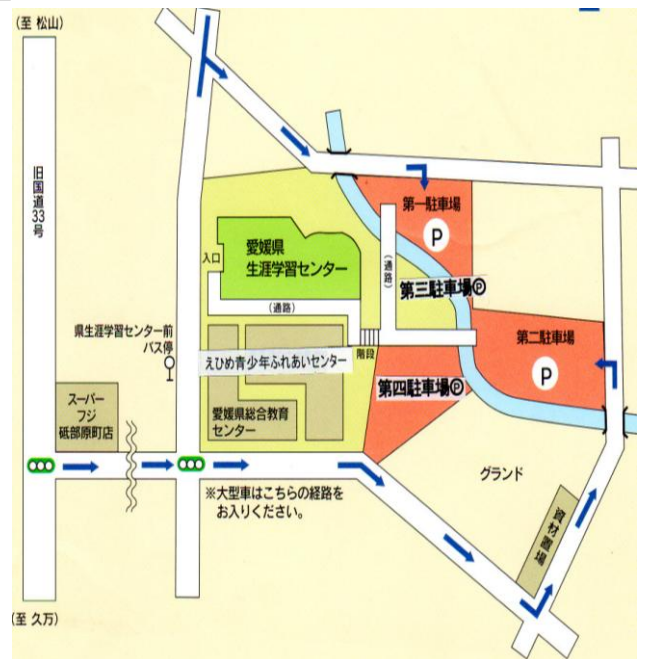 (至 松山)
旧国道33号
第一駐車場
P
愛媛県
生涯学習センター
入口
(通路)
第三駐車場Ⓟ
(通路)
県生涯学習センター前
バス停
階段
第二駐車場
P
えひめ青少年ふれあいセンター
第四駐車場Ⓟ
スーパー
フジ
砥部原町店
愛媛県総合教育
センター
グランド
※大型車はこちらの経路を
お入りください。
資材置場
(至 久万)